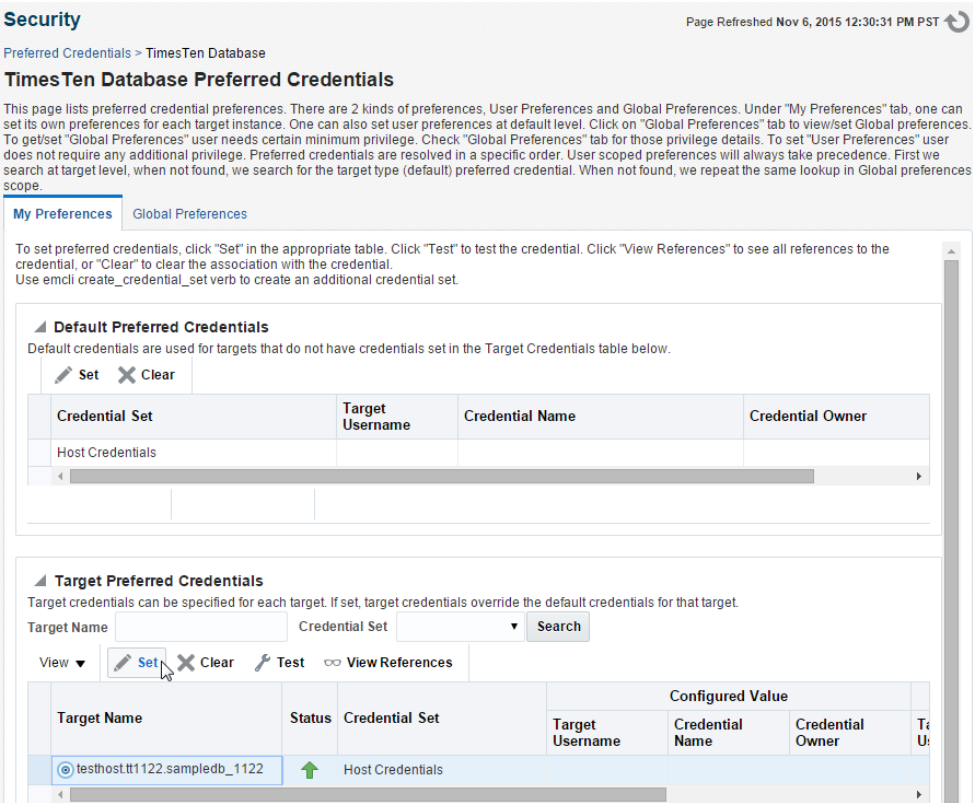 Security
Page Refreshed Nov 6, 2015 12:30:31 PM PST
Preferred Credentials > TimesTen Database
TimesTen Database Preferred Credentials
This page lists preferred credential preferences. There are 2 kinds of preferences, User Preferences and Global Preferences. Under "My Preferences" tab, one can
set its own preferences for each target instance. One can also set user preferences at default level. Click on "Global Preferences" tab to view/set Global preferences.
To get/set "Global Preferences" user needs certain minimum privilege. Check "Global Preferences" tab for those privilege details. To set "User Preferences" user
does not require any additional privilege. Preferred credentials are resolved in a specific order. User scoped preferences will always take precedence. First we
search at target level, when not found, we search for the target type (default) preferred credential. When not found, we repeat the same lookup in Global preferences
scope.
My Preferences Global Preferences
To set preferred credentials, click "Set" in the appropriate table. Click "Test" to test the credential. Click "View References" to see all references to the
credential, or "Clear" to clear the association with the credential.
Use emcli create_credential_set verb to create an additional credential set.
Default Preferred Credentials
Default credentials are used for targets that do not have credentials set in the Target Credentials table below.
Set Clear
Credential Set Target Username Credential Name Credential Owner
Host Credentials
Target Preferred Credentials
Target credentials can be specified for each target. If set, target credentials override the default credentials for that target.
Target Name Credential Set Search
View Set Clear Test View References
Configured Value
Target Name Status Credential Set Target Username Credential Name Credential Owner
testhost.tt1122.sampledb_1122 Host Credentials